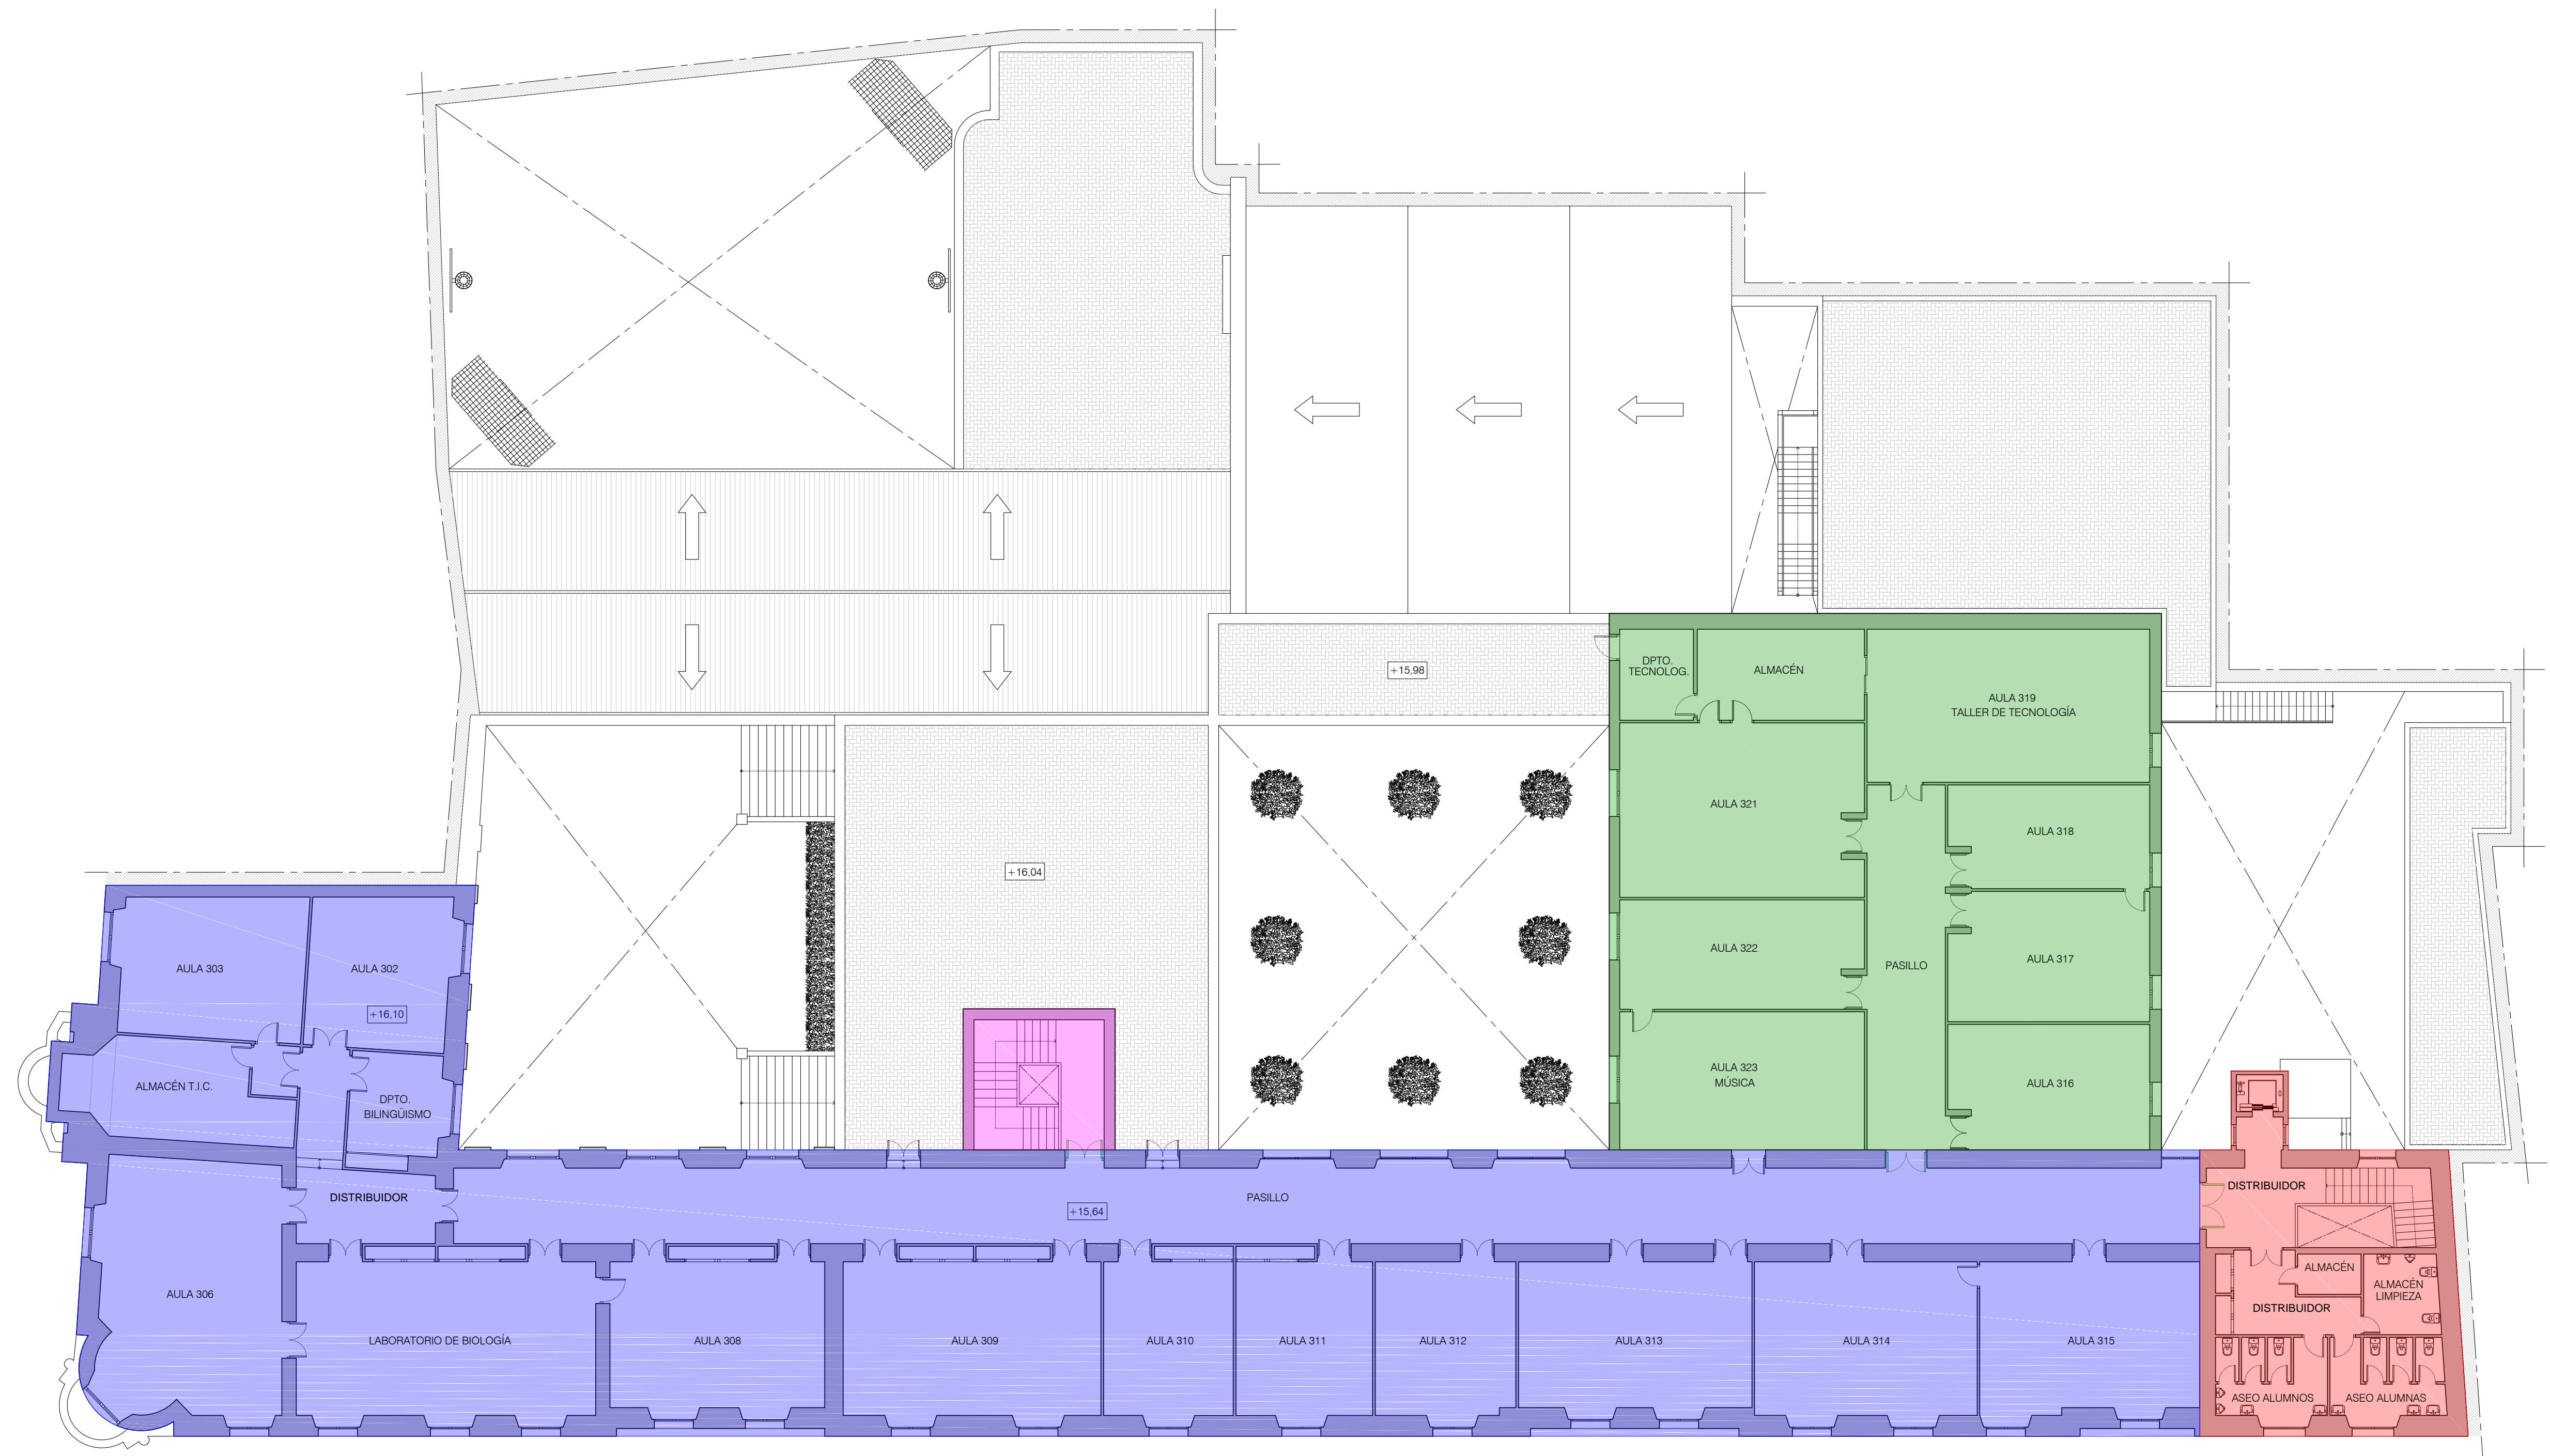 +15,98
DPTO.
TECNOLOG.
ALMACÉN
AULA 319
TALLER DE TECNOLOGÍA
AULA 321
AULA 318
+16,04
AULA 322
PASILLO
AULA 317
AULA 303
AULA 302
+16,10
AULA 323
MÚSICA
AULA 316
ALMACÉN T.I.C.
DPTO.
BILINGÜISMO
DISTRIBUIDOR
+15,64
PASILLO
DISTRIBUIDOR
ALMACÉN
ALMACÉN
LIMPIEZA
DISTRIBUIDOR
AULA 306
LABORATORIO DE BIOLOGÍA
AULA 308
AULA 309
AULA 310
AULA 311
AULA 312
AULA 313
AULA 314
AULA 315
ASEO ALUMNOS
ASEO ALUMNAS